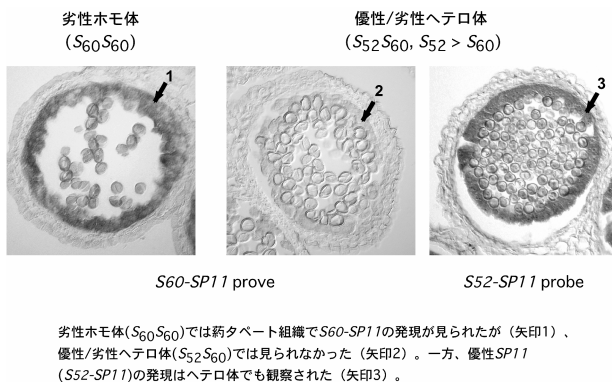 劣性ホモ体
(S60S60)
優性/劣性ヘテロ体
(S52S60, S52 > S60)
1
2
3
S60-SP11 prove
S52-SP11 probe
劣性ホモ体(S60S60)では葯タペート組織でS60-SP11の発現が見られたが（矢印1）、
優性/劣性ヘテロ体(S52S60)では見られなかった（矢印2）。一方、優性SP11
(S52-SP11)の発現はヘテロ体でも観察された（矢印3）。